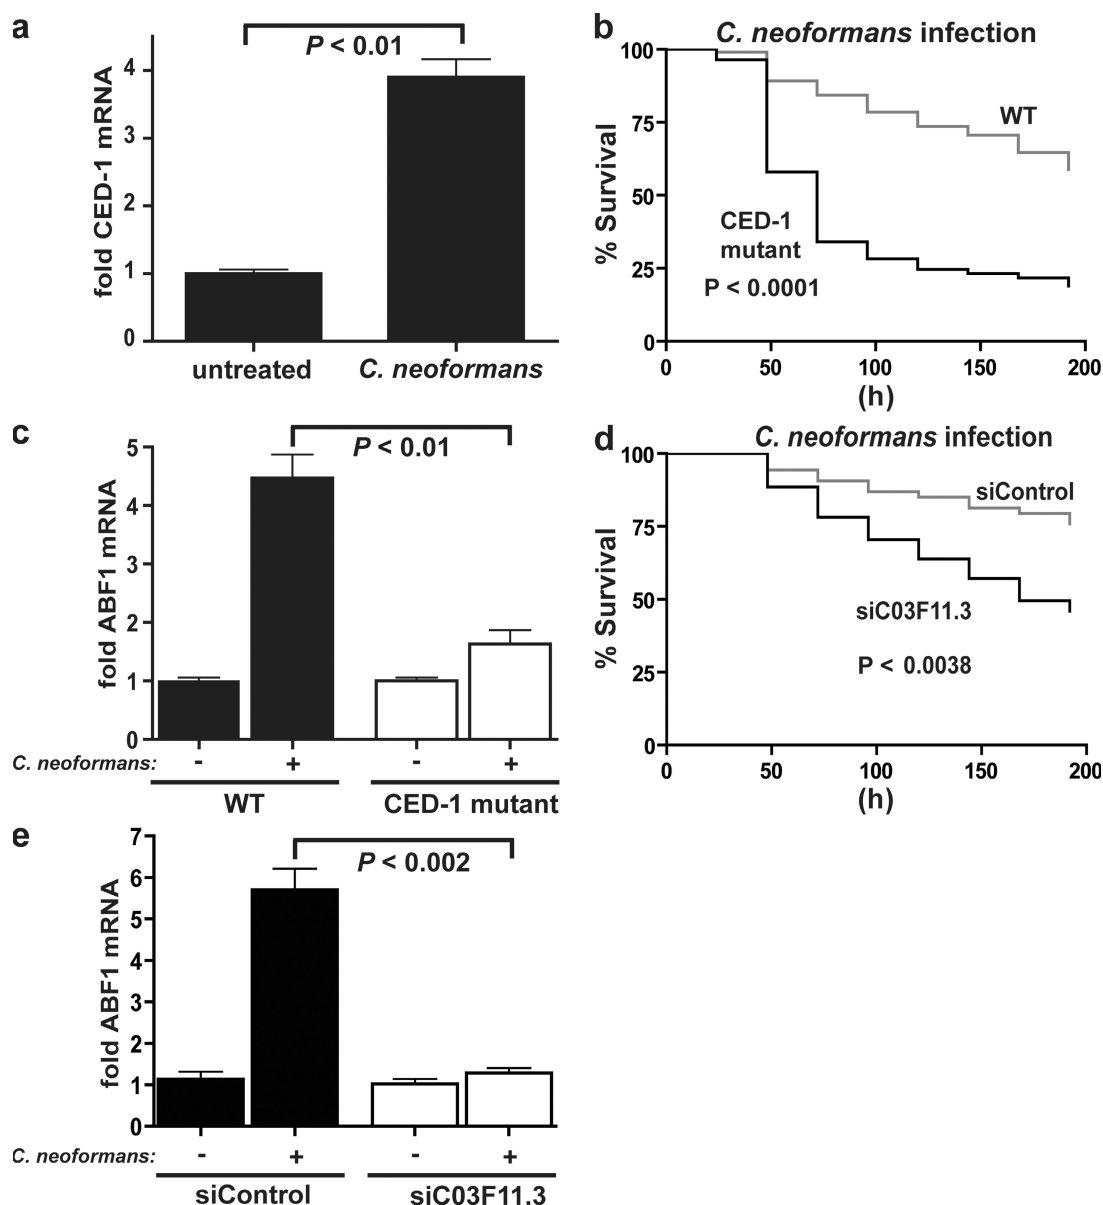 a
P < 0.01
fold CED-1 mRNA
4
3
2
1
0
untreated
C. neoformans
b
C. neoformans infection
% Survival
100
75
50
25
0
WT
CED-1
mutant
P < 0.0001
0 50 100 150 200
(h)
c
P < 0.01
fold ABF1 mRNA
5
4
3
2
1
0
C. neoformans: - + - +
WT CED-1 mutant
d
C. neoformans infection
% Survival
100
75
50
25
0
siControl
siC03F11.3
P < 0.0038
0 50 100 150 200
(h)
e
P < 0.002
fold ABF1 mRNA
7
6
5
4
3
2
1
0
C. neoformans: - + - +
siControl siC03F11.3